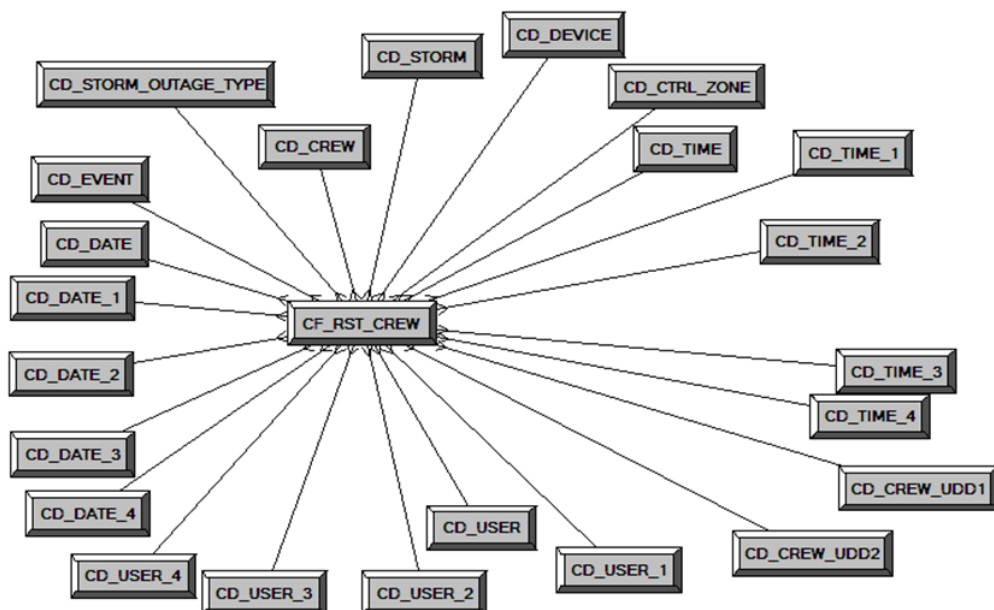 CD_DEVICE
CD_STORM
CD_STORM_OUTAGE_TYPE
CD_CTRL_ZONE
CD_CREW
CD_TIME
CD_TIME_1
CD_EVENT
CD_DATE
CD_TIME_2
CD_DATE_1
CF_RST_CREW
CD_DATE_2
CD_TIME_3
CD_TIME_4
CD_DATE_3
CD_CREW_UDD1
CD_DATE_4
CD_USER
CD_CREW_UDD2
CD_USER_4
CD_USER_3
CD_USER_2
CD_USER_1